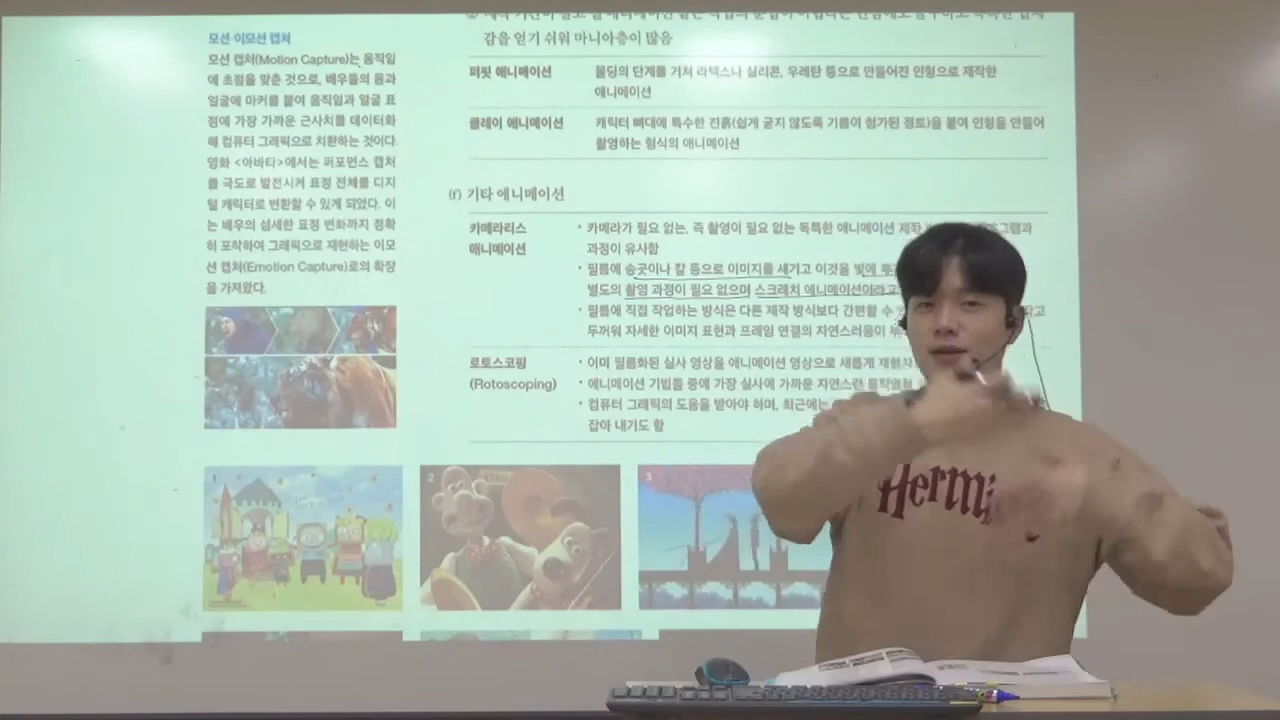 모션·이모션 캡처
모션 캡처(Motion Capture)는 움직임
에 초점을 맞춘 것으로, 배우들의 몸과
얼굴에 마커를 붙여 움직임과 얼굴 표
정에 가장 가까운 근사치를 데이터화
해 컴퓨터 그래픽으로 치환하는 것이다.
영화 <아바타>에서는 퍼포먼스 캡처
를 극도로 발전시켜 표정 전체를 디지
털 캐릭터로 변환할 수 있게 되었다. 이
는 배우의 섬세한 표정 변화까지 정확
히 포착하여 그래픽으로 재현하는 이모
션 캡처(Emotion Capture)로의 확장
을 가져왔다.
감을 얻기 쉬워 마니아층이 많음
퍼펫 애니메이션
몰딩의 단계를 거쳐 라텍스나 실리콘, 우레탄 등으로 만들어진 인형으로 제작한
애니메이션
클레이 애니메이션
캐릭터 뼈대에 특수한 진흙(쉽게 굳지 않도록 기름이 첨가된 점토)을 붙여 인형을 만들어
촬영하는 형식의 애니메이션
(f) 기타 애니메이션
카메라리스
애니메이션
• 카메라가 필요 없는, 즉 촬영이 필요 없는 독특한 애니메이션 제작
과정이 유사함
• 필름에 송곳이나 칼 등으로 이미지를 새기고 이것을 빛에
별도의 촬영 과정이 필요 없으며 스크래치 애니메이션이라고
• 필름에 직접 작업하는 방식은 다른 제작 방식보다 간편할 수
두꺼워 자세한 이미지 표현과 프레임 연결의 자연스러움이
로토스코핑
(Rotoscoping)
• 이미 필름화된 실사 영상을 애니메이션 영상으로 새롭게
• 애니메이션 기법들 중에 가장 실사에 가까운 자연스런
• 컴퓨터 그래픽의 도움을 받아야 하며, 최근에는
잡아 내기도 함
1
2
3
Hermi